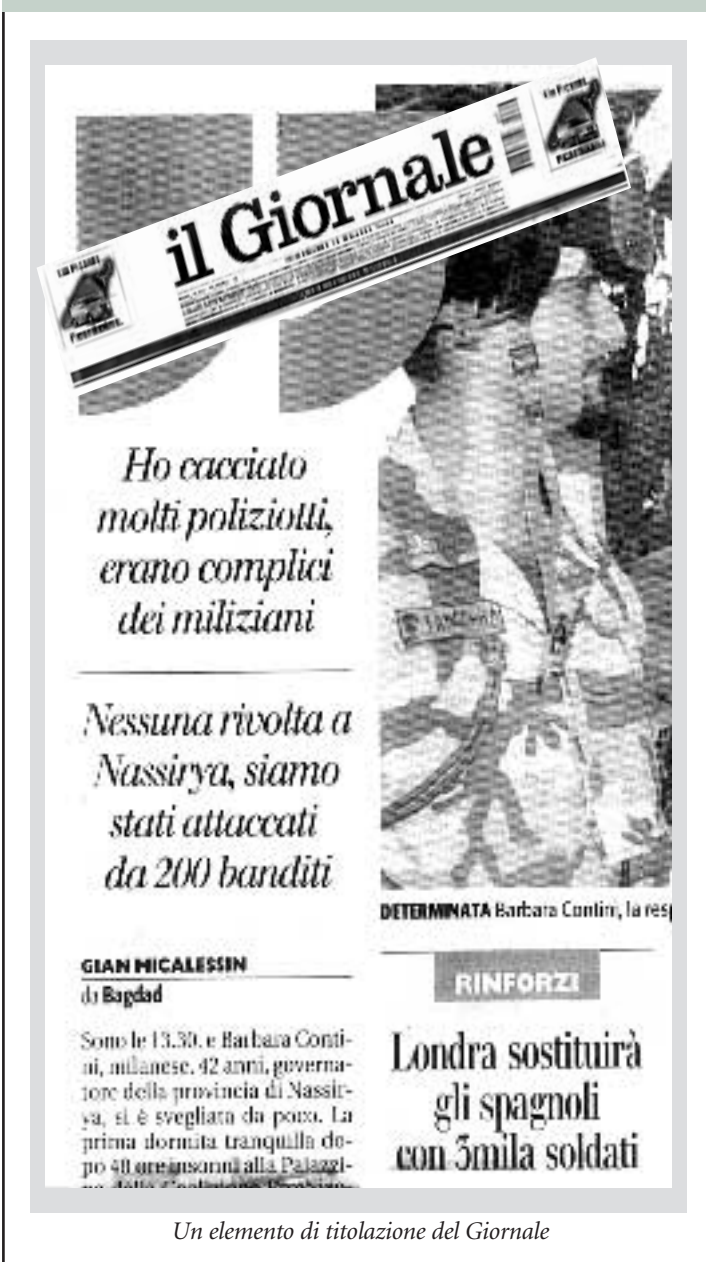 il Giornale
Ho cacciato
molti poliziotti,
erano complici
dei miliziani
Nessuna rivolta a
Nassirya, siamo
stati attaccati
da 200 banditi
GIAN MICALESSIN
da Bagdad
Sono le 13.30, e Barbara Conti-
ni, milanese, 42 anni, governa-
tore della provincia di Nassir-
ya, si è svegliata da poco. La
prima dormita tranquilla do-
po 40 ore insonni alla Palazzi-
DETERMINATA Barbara Contini, la resp
RINFORZI
Londra sostituirà
gli spagnoli
con 3mila soldati
Un elemento di titolazione del Giornale